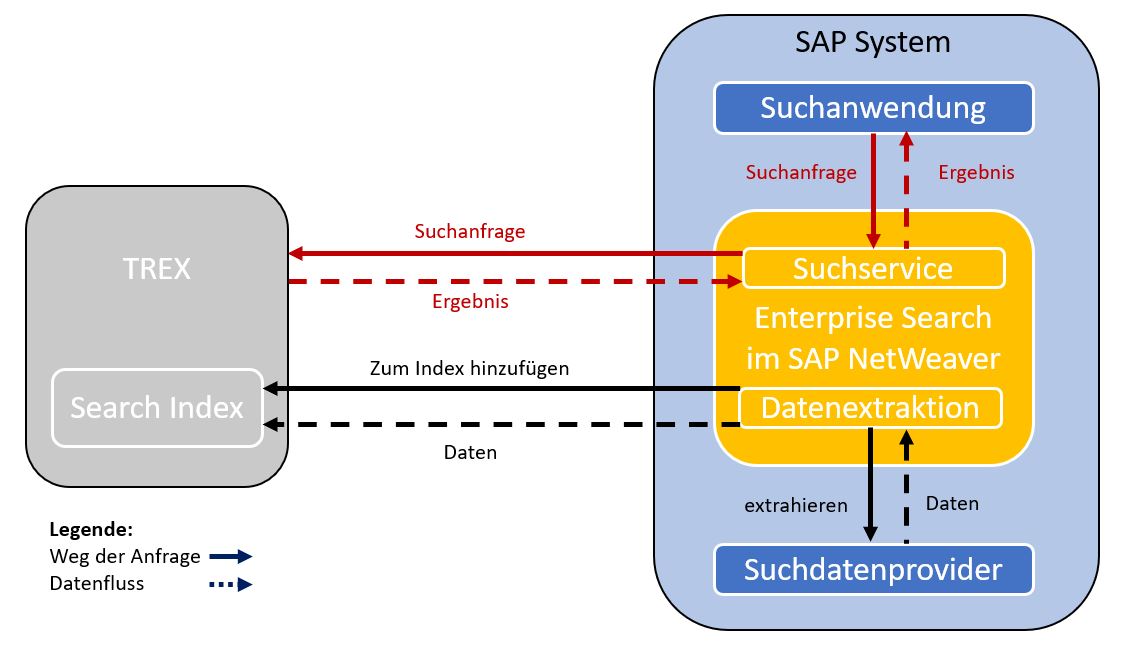 SAP System
Suchanwendung
Suchanfrage
Ergebnis
Suchanfrage
TREX
Suchservice
Ergebnis
Enterprise Search
im SAP NetWeaver
Zum Index hinzufügen
Search Index
Datenextraktion
Daten
extrahieren
Daten
Legende:
Weg der Anfrage
Suchdatenprovider
Datenfluss